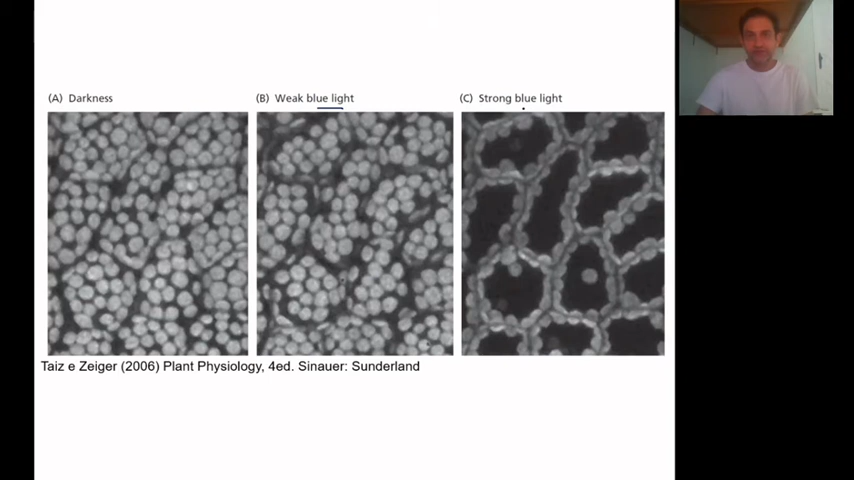 (A) Darkness
(B) Weak blue light
(C) Strong blue light
Taiz e Zeiger (2006) Plant Physiology, 4ed. Sinauer: Sunderland